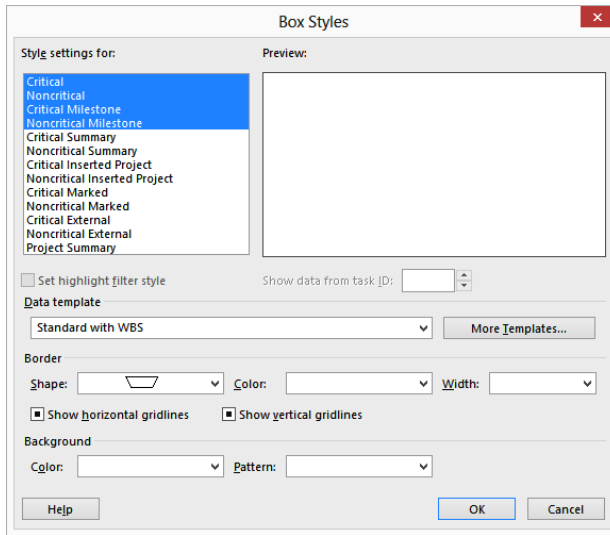 Box Styles
Style settings for:
Preview:
Critical
Noncritical
Critical Milestone
Noncritical Milestone
Critical Summary
Noncritical Summary
Critical Inserted Project
Noncritical Inserted Project
Critical Marked
Noncritical Marked
Critical External
Noncritical External
Project Summary
Set highlight filter style
Show data from task ID:
Data template
Standard with WBS
More Templates...
Border
Shape:
Color:
Width:
Show horizontal gridlines
Show vertical gridlines
Background
Color:
Pattern:
Help
OK
Cancel